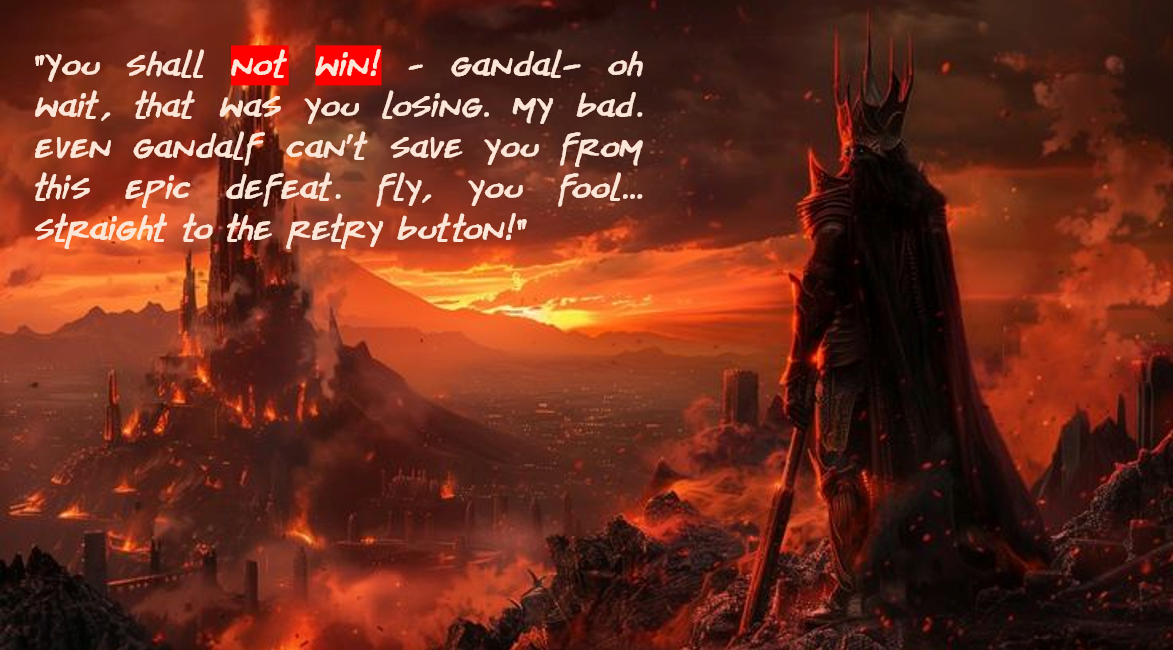 "You shall not win! - Gandal- oh
wait, that was you losing. My bad.
Even Gandalf can't save you from
this epic defeat. Fly, you fool...
straight to the retry button!"